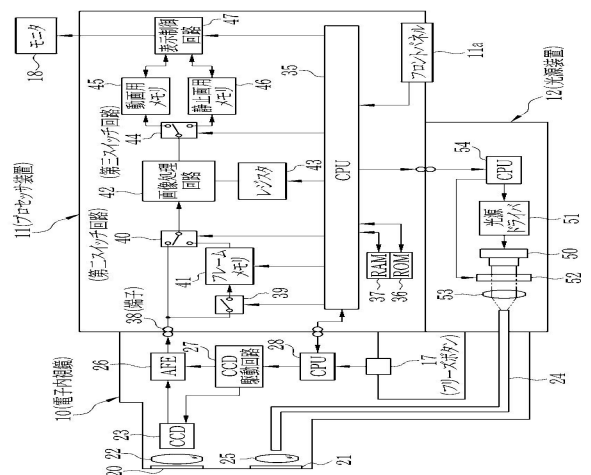 11(プロセッサ装置)
10(電子内視鏡)
12(光源装置)
モニタ
18
表示制御
回路
47
45
動画用
メモリ
静止画用
メモリ
46
(第三スイッチ回路)
44
42
画像処理
回路
レジスタ
43
(第二スイッチ回路)
40
41
フレーム
メモリ
39
38(端子)
35
CPU
37
RAM
ROM
36
フロントパネル
11a
26
AFE
27
CCD
駆動回路
28
CPU
17
(フリーズボタン)
23
CCD
22
20
25
21
24
54
CPU
光源
ドライバ
51
50
52
53